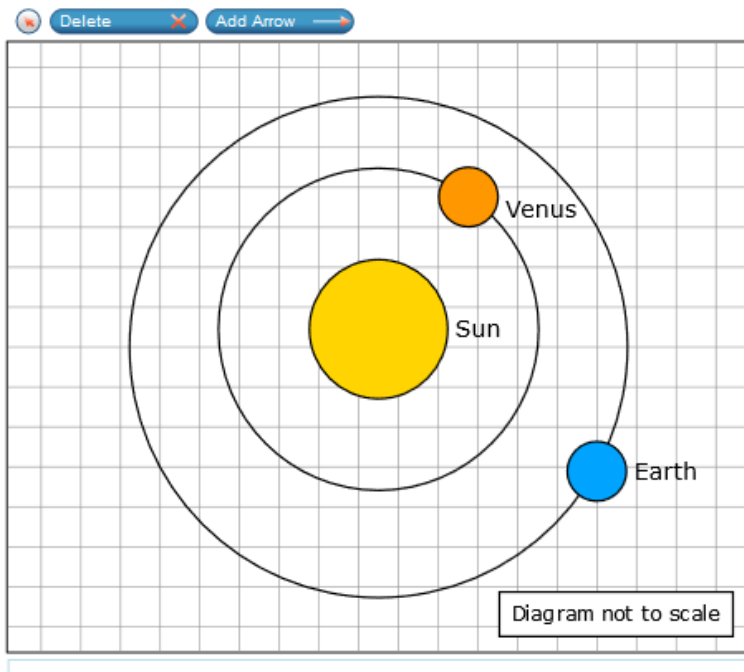 Delete
Add Arrow
Venus
Sun
Earth
Diagram not to scale